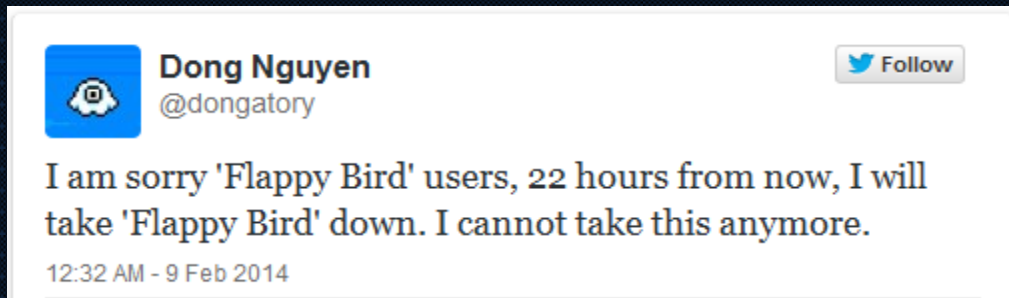 Dong Nguyen
Follow
@dongatory
I am sorry 'Flappy Bird' users, 22 hours from now, I will
take 'Flappy Bird' down. I cannot take this anymore.
12:32 AM - 9 Feb 2014